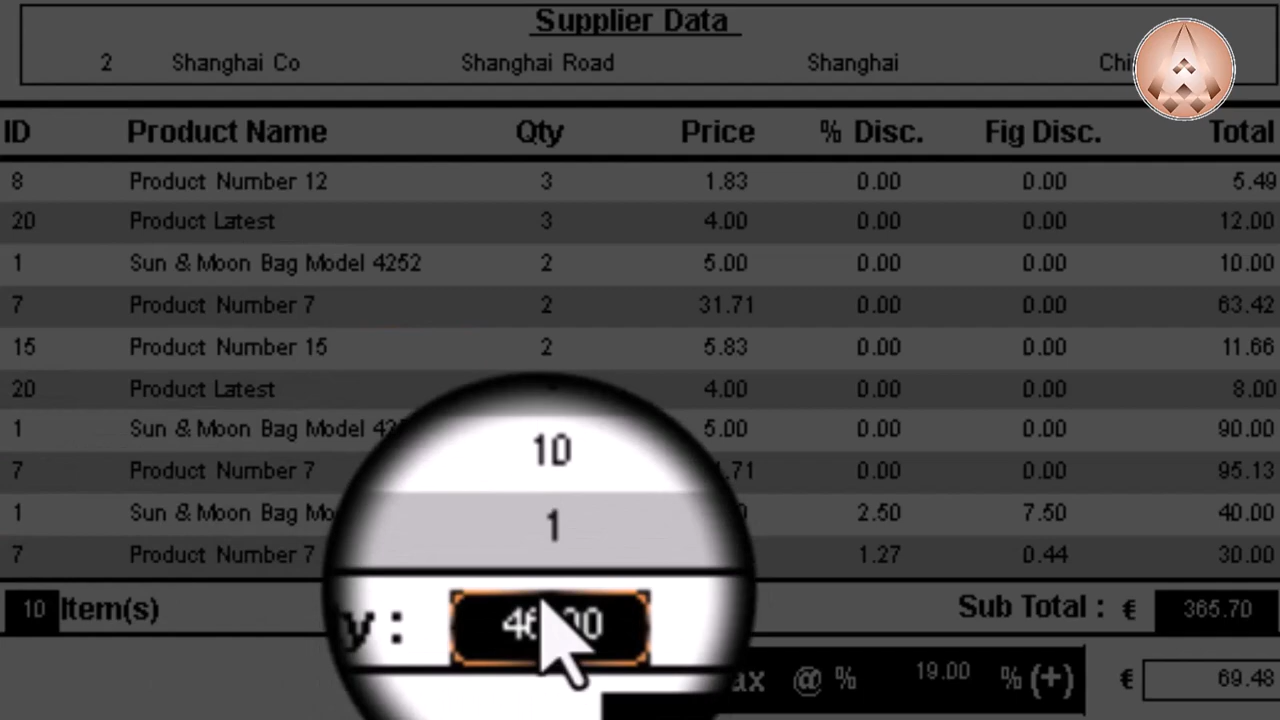 Supplier Data
2 Shanghai Co Shanghai Road Shanghai
ID Product Name Qty Price % Disc. Fig Disc. Total
8 Product Number 12 3 1.83 0.00 0.00 5.49
20 Product Latest 3 4.00 0.00 0.00 12.00
1 Sun & Moon Bag Model 4252 2 5.00 0.00 0.00 10.00
7 Product Number 7 2 31.71 0.00 0.00 63.42
15 Product Number 15 2 5.83 0.00 0.00 11.66
20 Product Latest 4.00 0.00 0.00 8.00
1 Sun & Moon Bag Model 5.00 0.00 0.00 90.00
7 Product Number 7 10 0.00 0.00 95.13
1 Sun & Moon Bag 2.50 7.50 40.00
7 Product Number 7 1 1.27 0.44 30.00
10 Item(s) Sub Total : € 365.70
@ % 19.00 % (+) € 69.48